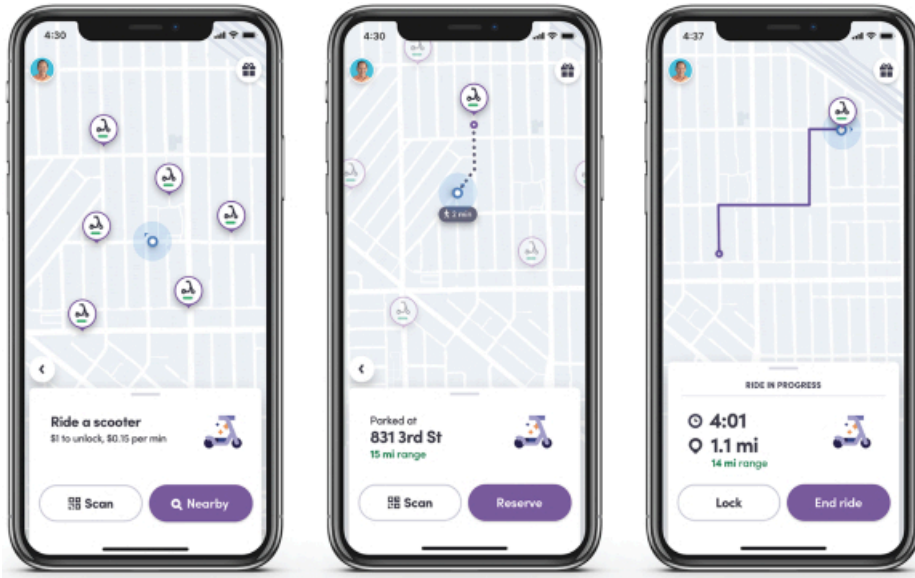 4:30
Ride a scooter
$1 to unlock, $0.15 per min
Scan
Nearby
4:30
2 min
Parked at
831 3rd St
15 mi range
Scan
Reserve
4:37
RIDE IN PROGRESS
4:01
1.1 mi
14 mi range
Lock
End ride